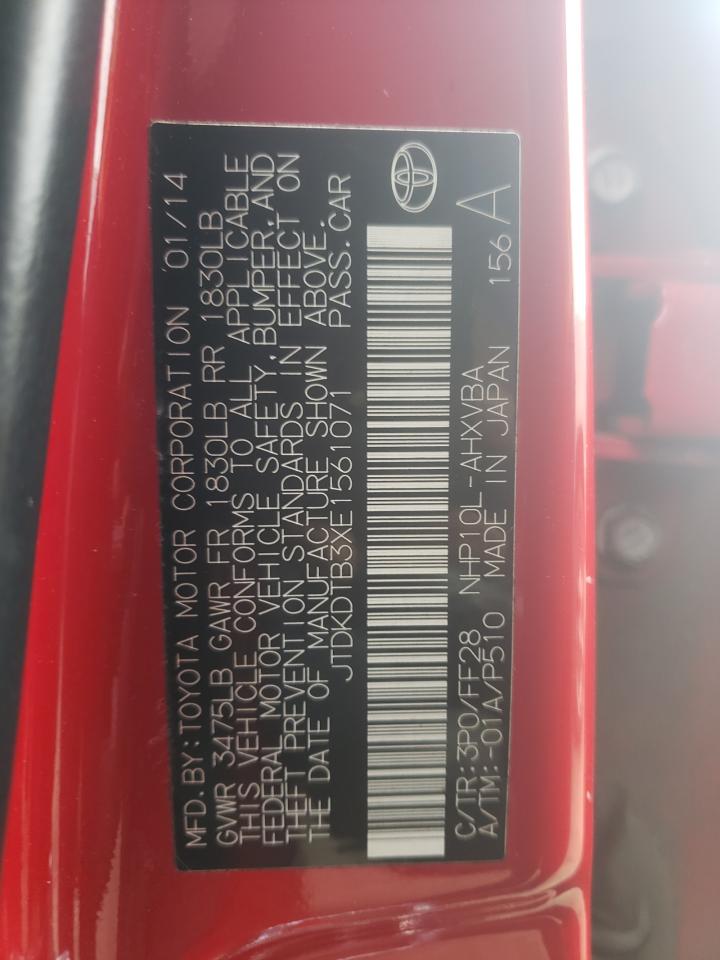 MFD. BY: TOYOTA MOTOR CORPORATION 01/14
GVWR 3475LB GAWR FR 1830LB RR 1830LB
THIS VEHICLE CONFORMS TO ALL APPLICABLE
FEDERAL MOTOR VEHICLE SAFETY, BUMPER, AND
THEFT PREVENTION STANDARDS IN EFFECT ON
THE DATE OF MANUFACTURE SHOWN ABOVE.
JTDKDTB3XE1561071 PASS. CAR
C/TR: 3P0/FF28 NHP10L-AHXVBA
A/TM: -01A/P510 MADE IN JAPAN 156 A